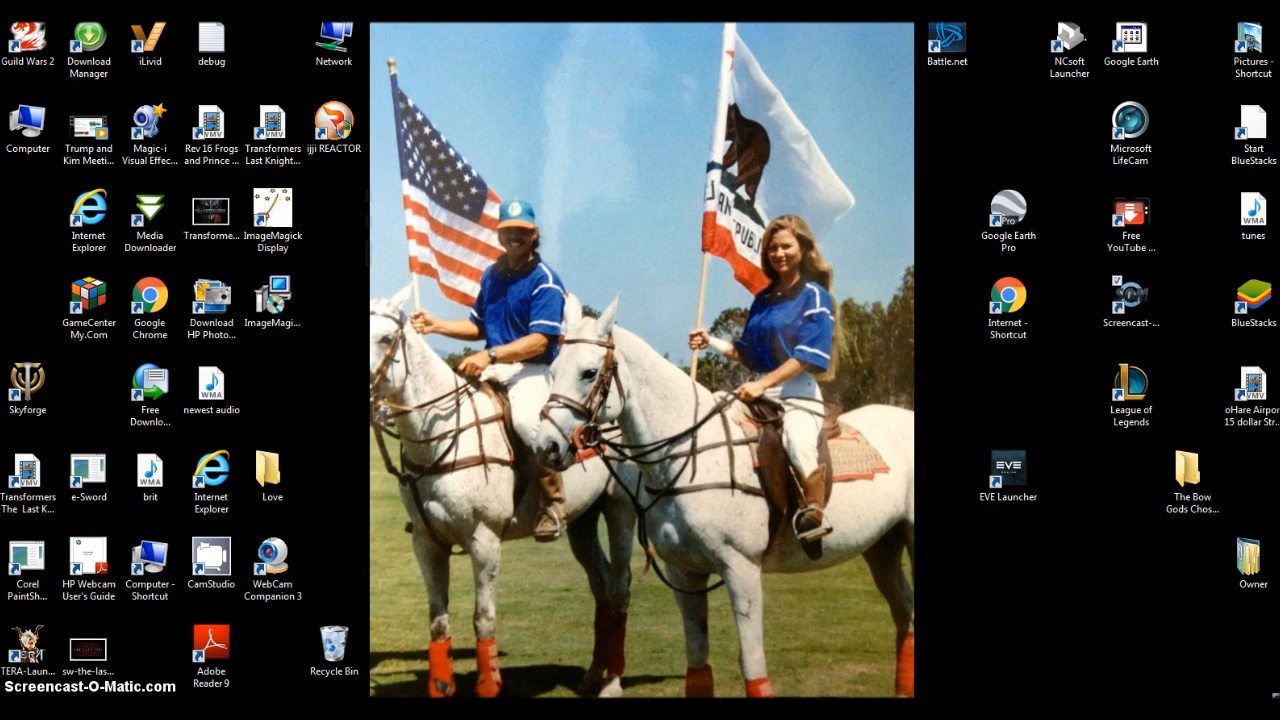 Guild Wars 2
Download
Manager
iLivid
debug
Network
Battle.net
NCsoft
Launcher
Google Earth
Pictures -
Shortcut
Computer
Trump and
Kim Meeti...
Magic-i
Visual Effec...
Rev 16 Frogs
and Prince ...
Transformers
Last Knight...
ijji REACTOR
Microsoft
LifeCam
Start
BlueStacks
Internet
Explorer
Media
Downloader
Transforme...
ImageMagick
Display
Pro
Google Earth
Pro
Free
YouTube ...
WMA
tunes
GameCenter
My.Com
Google
Chrome
Download
HP Photo...
ImageMagi...
Internet -
Shortcut
Screencast-...
BlueStacks
Skyforge
Free
Downlo...
WMA
newest audio
League of
Legends
oHare Airpor
15 dollar Str...
Transformers
The Last K...
e-Sword
WMA
brit
Internet
Explorer
Love
EVE
EVE Launcher
The Bow
Gods Chos...
Corel
PaintSh...
HP Webcam
User's Guide
Computer -
Shortcut
CamStudio
WebCam
Companion 3
Owner
TERA-Laun...
sw-the-las...
Adobe
Reader 9
Recycle Bin
Screencast-O-Matic.com